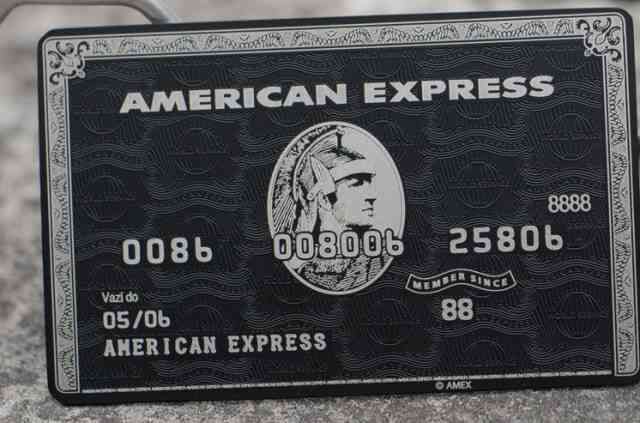 AMERICAN EXPRESS
8888
0086 008006 25806
MEMBER SINCE
Vazi do
05/06 88
AMERICAN EXPRESS
© AMEX